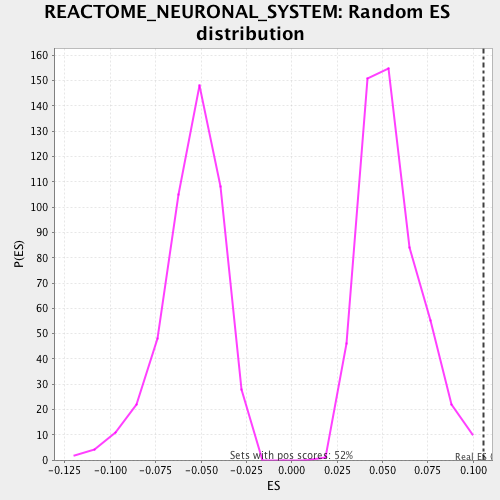 REACTOME_NEURONAL_SYSTEM: Random ES
distribution
160
150
140
130
120
110
100
90
80
70
60
50
40
30
20
10
0
P(ES)
Sets with pos scores: 52%
Real ES (
-0.125 -0.100 -0.075 -0.050 -0.025 0.000 0.025 0.050 0.075 0.100
ES